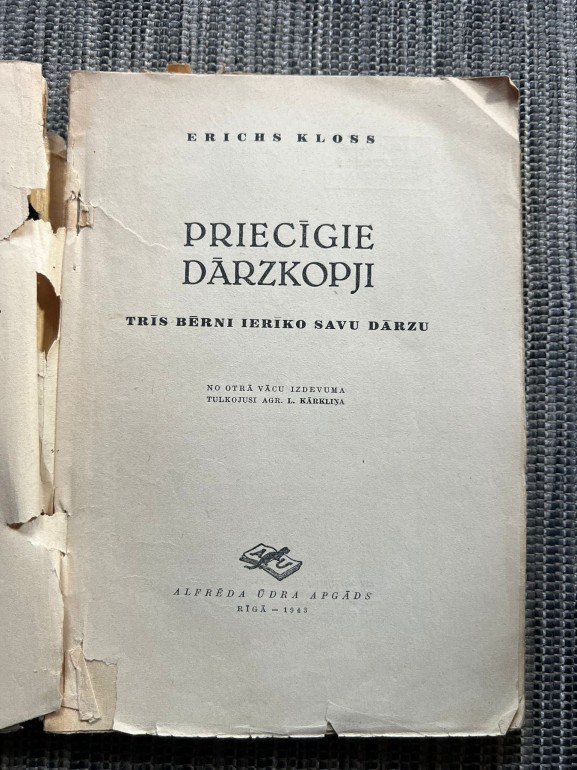 ERICHS KLOSS
PRIECĪGIE
DĀRZKOPJI
TRĪS BĒRNI IERĪKO SAVU DĀRZU
NO OTRĀ VĀCU IZDEVUMA
TULKOJUSI AGR. L. KĀRKLIŅA
A U
ALFRĒDA ŪDRA APGĀDS
RĪGĀ — 1943